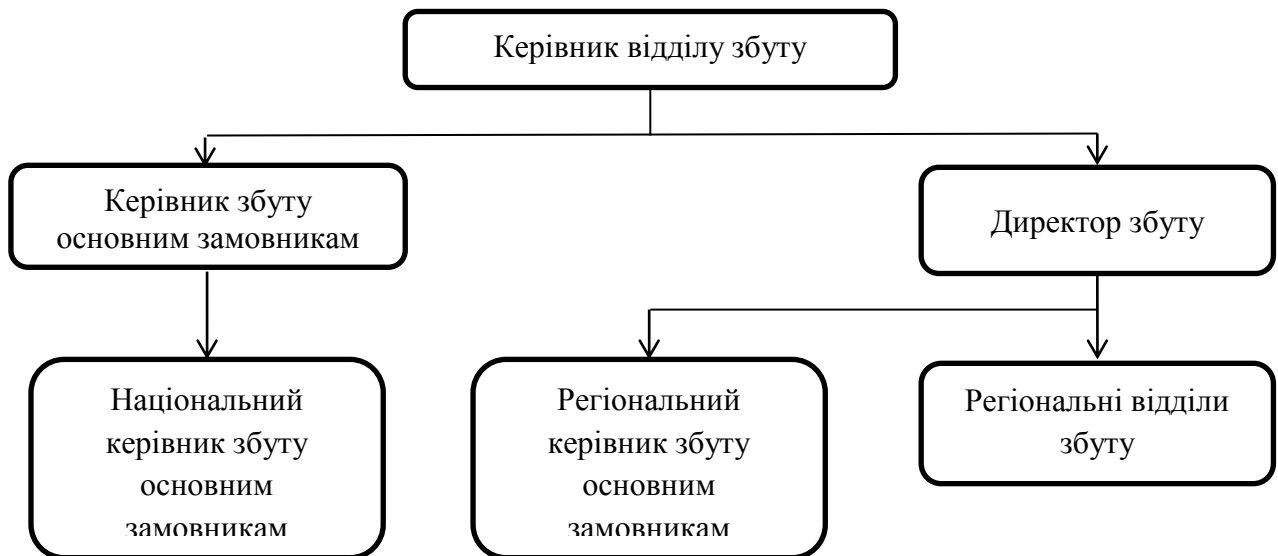 Керівник відділу збуту
Керівник збуту
основним замовникам
Директор збуту
Національний
керівник збуту
основним
замовникам
Регіональний
керівник збуту
основним
замовникам
Регіональні відділи
збуту